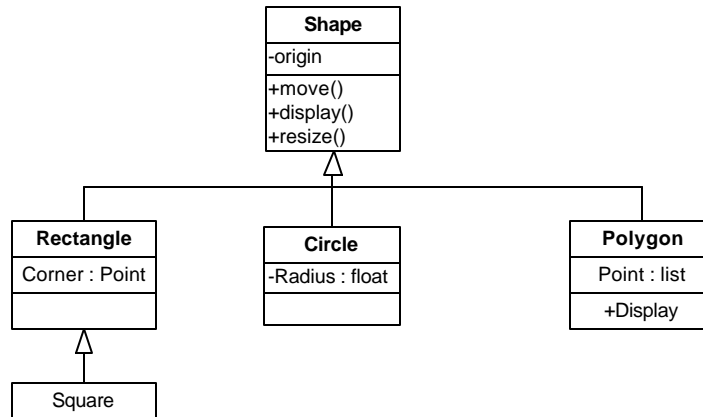 Shape
-origin
+move()
+display()
+resize()
Rectangle
Corner : Point
Circle
-Radius : float
Polygon
Point : list
+Display
Square